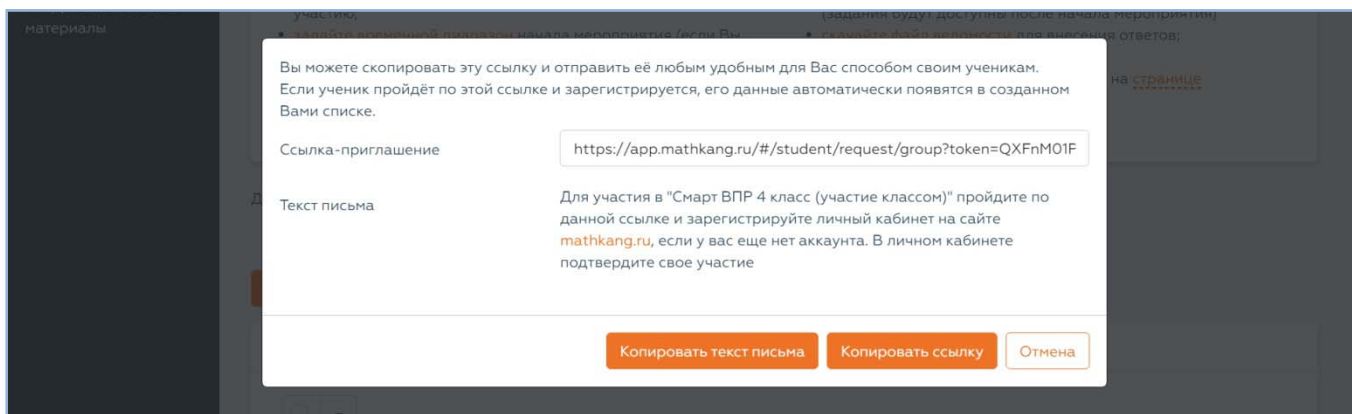 участию;
(задания будут доступны после начала мероприятия)
материалы
задайте временной диапазон начала мероприятия (если Вы
скачайте файл ведомости для внесения ответов;
Вы можете скопировать эту ссылку и отправить её любым удобным для Вас способом своим ученикам.
на странице
Если ученик пройдёт по этой ссылке и зарегистрируется, его данные автоматически появятся в созданном
Вами списке.
Ссылка-приглашение
https://app.mathkang.ru/#/student/request/group?token=QXFnM01F
Текст письма
Для участия в "Смарт ВПР 4 класс (участие классом)" пройдите по
данной ссылке и зарегистрируйте личный кабинет на сайте
mathkang.ru, если у вас еще нет аккаунта. В личном кабинете
подтвердите свое участие
Копировать текст письма
Копировать ссылку
Отмена